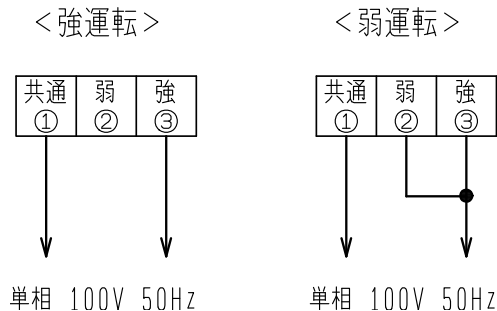 <強運転> <弱運転>
共通 弱 強 共通 弱 強
① ② ③ ① ② ③
単相 100V 50Hz 単相 100V 50Hz